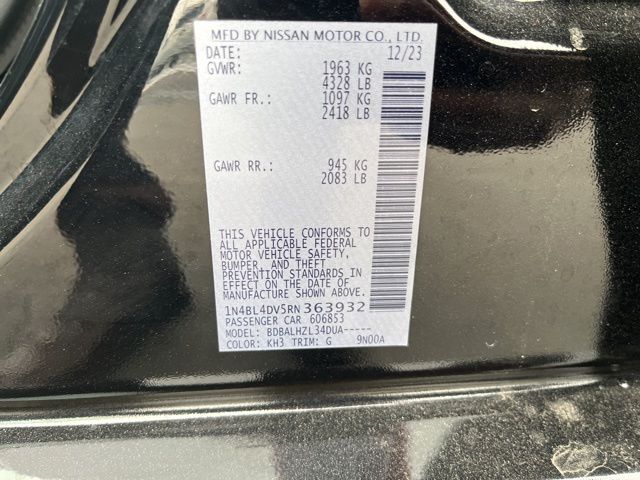 MFD BY NISSAN MOTOR CO., LTD.
DATE: 12/23
GVWR: 1963 KG
4328 LB
GAWR FR.: 1097 KG
2418 LB
GAWR RR.: 945 KG
2083 LB
THIS VEHICLE CONFORMS TO
ALL APPLICABLE FEDERAL
MOTOR VEHICLE SAFETY,
BUMPER, AND THEFT
PREVENTION STANDARDS IN
EFFECT ON THE DATE OF
MANUFACTURE SHOWN ABOVE.
1N4BL4DV5RN363932
PASSENGER CAR 606853
MODEL: BDBALHZL34DUA-----
COLOR: KH3 TRIM: G 9N00A